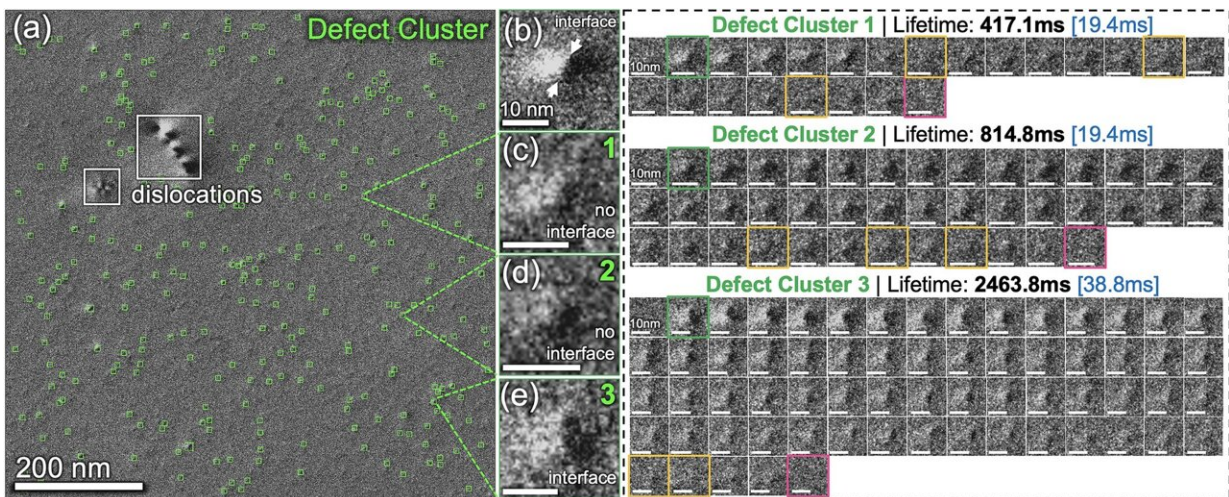 (a)
Defect Cluster
dislocations
200 nm
(b)
interface
10 nm
(c)
1
no
interface
(d)
2
no
interface
(e)
3
interface
Defect Cluster 1 | Lifetime: 417.1ms [19.4ms]
10nm
Defect Cluster 2 | Lifetime: 814.8ms [19.4ms]
10nm
Defect Cluster 3 | Lifetime: 2463.8ms [38.8ms]
10nm